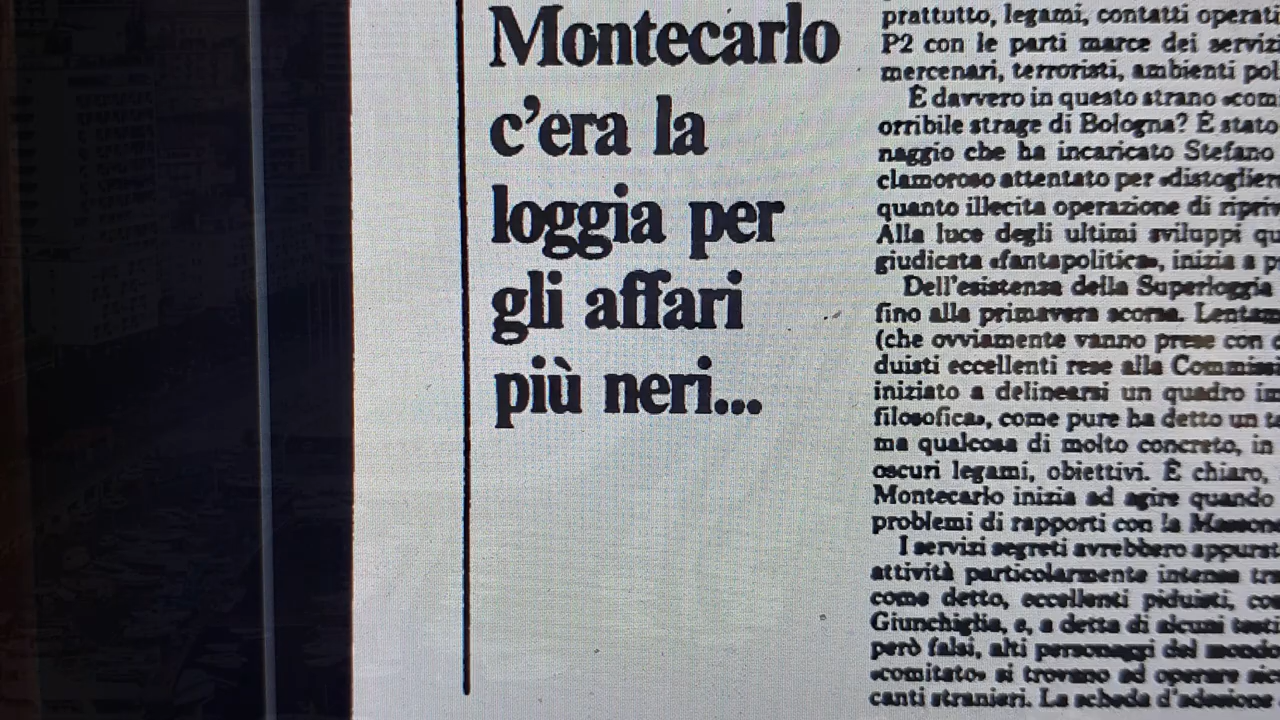 Montecarlo
c'era la
loggia per
gli affari
più neri...
prattutto, legami, contatti operati
P2 con le parti marce dei serviz
mercenari, terroristi, ambienti pol
È davvero in questo strano «com
orribile strage di Bologna? È stato
naggio che ha incaricato Stefano
clamoroso attentato per «distoglier
quanto illecita operazione di ripriv
Alla luce degli ultimi sviluppi qu
giudicata «fantapolitica», inizia a p
Dell'esistenza della Superloggia
fino alla primavera scorsa. Lentam
(che ovviamente vanno prese con
duisti eccellenti rese alla Commissi
iniziato a delinearsi un quadro in
filosofica», come pure ha detto un t
ma qualcosa di molto concreto, in
oscuri legami, obiettivi. È chiaro,
Montecarlo inizia ad agire quando
problemi di rapporti con la Masson
I servizi segreti avrebbero appurat
attività particolarmente intensa tr
come detto, eccellenti piduisti, co
Giunchiglia, e, a detta di alcuni testi
però falsi, alti personaggi del mondo
«comitato» si trovano ad operare
canti stranieri. La scheda d'adesione